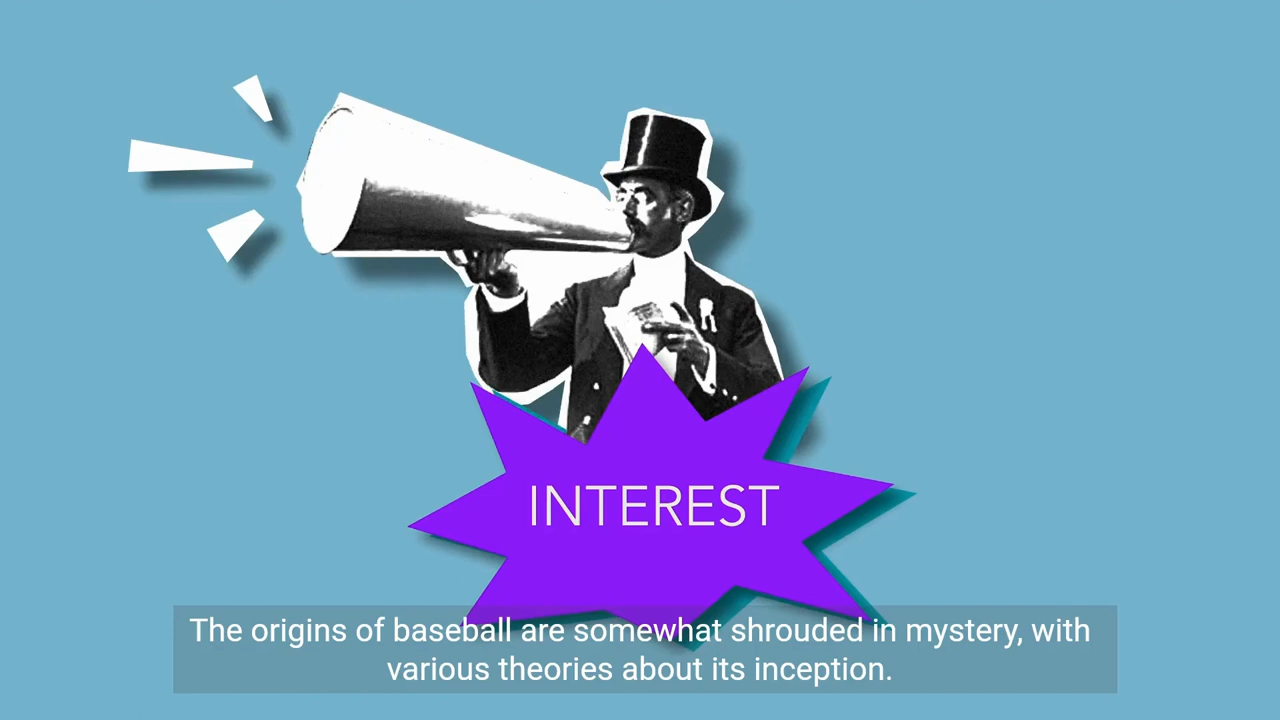 INTEREST
The origins of baseball are somewhat shrouded in mystery, with
various theories about its inception.